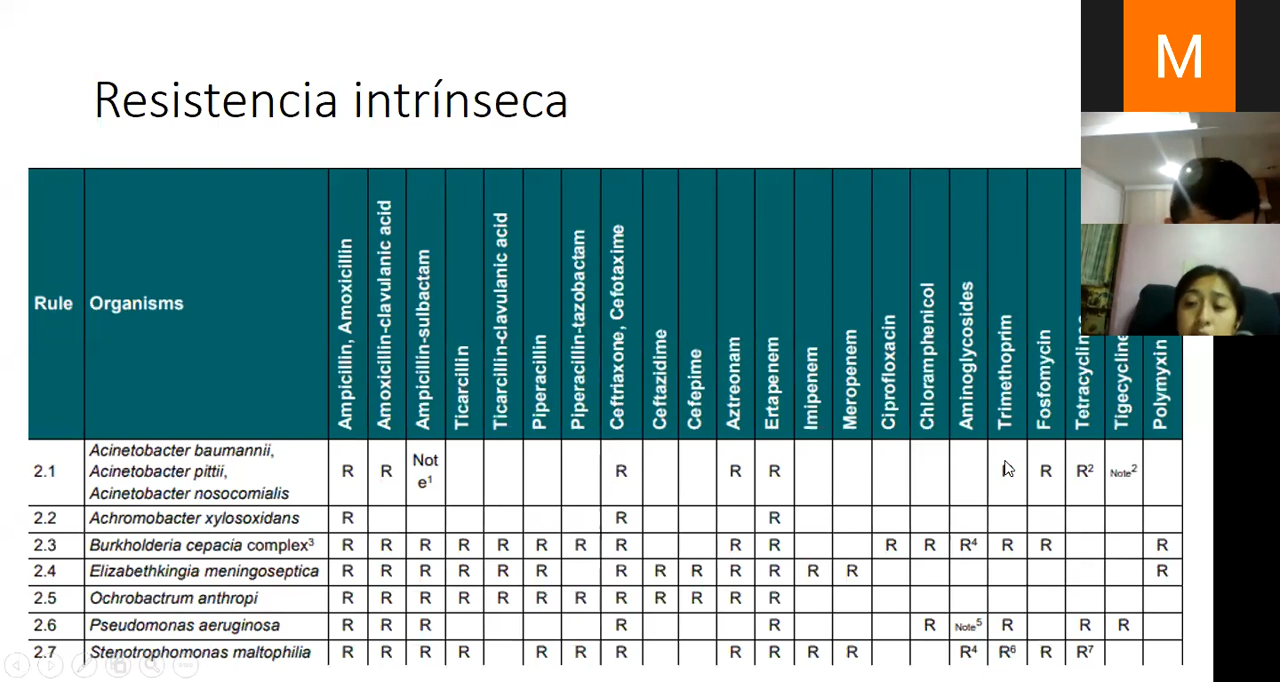 M
Resistencia intrínseca
Rule Organisms Ampicillin, Amoxicillin Amoxicillin-clavulanic acid Ampicillin-sulbactam Ticarcillin Ticarcillin-clavulanic acid Piperacillin Piperacillin-tazobactam Ceftriaxone, Cefotaxime Ceftazidime Cefepime Aztreonam Ertapenem Imipenem Meropenem Ciprofloxacin Chloramphenicol Aminoglycosides Trimethoprim Fosfomycin Polymyxin
2.1 Acinetobacter baumannii,
Acinetobacter pittii,
Acinetobacter nosocomialis R R Not
e¹ R R R R R² Note²
2.2 Achromobacter xylosoxidans R R R
2.3 Burkholderia cepacia complex³ R R R R R R R R R R R R R⁴ R R R
2.4 Elizabethkingia meningoseptica R R R R R R R R R R R R R R
2.5 Ochrobactrum anthropi R R R R R R R R R R R R
2.6 Pseudomonas aeruginosa R R R R R R Note⁵ R R R
2.7 Stenotrophomonas maltophilia R R R R R R R R R R R R⁴ R⁶ R R⁷